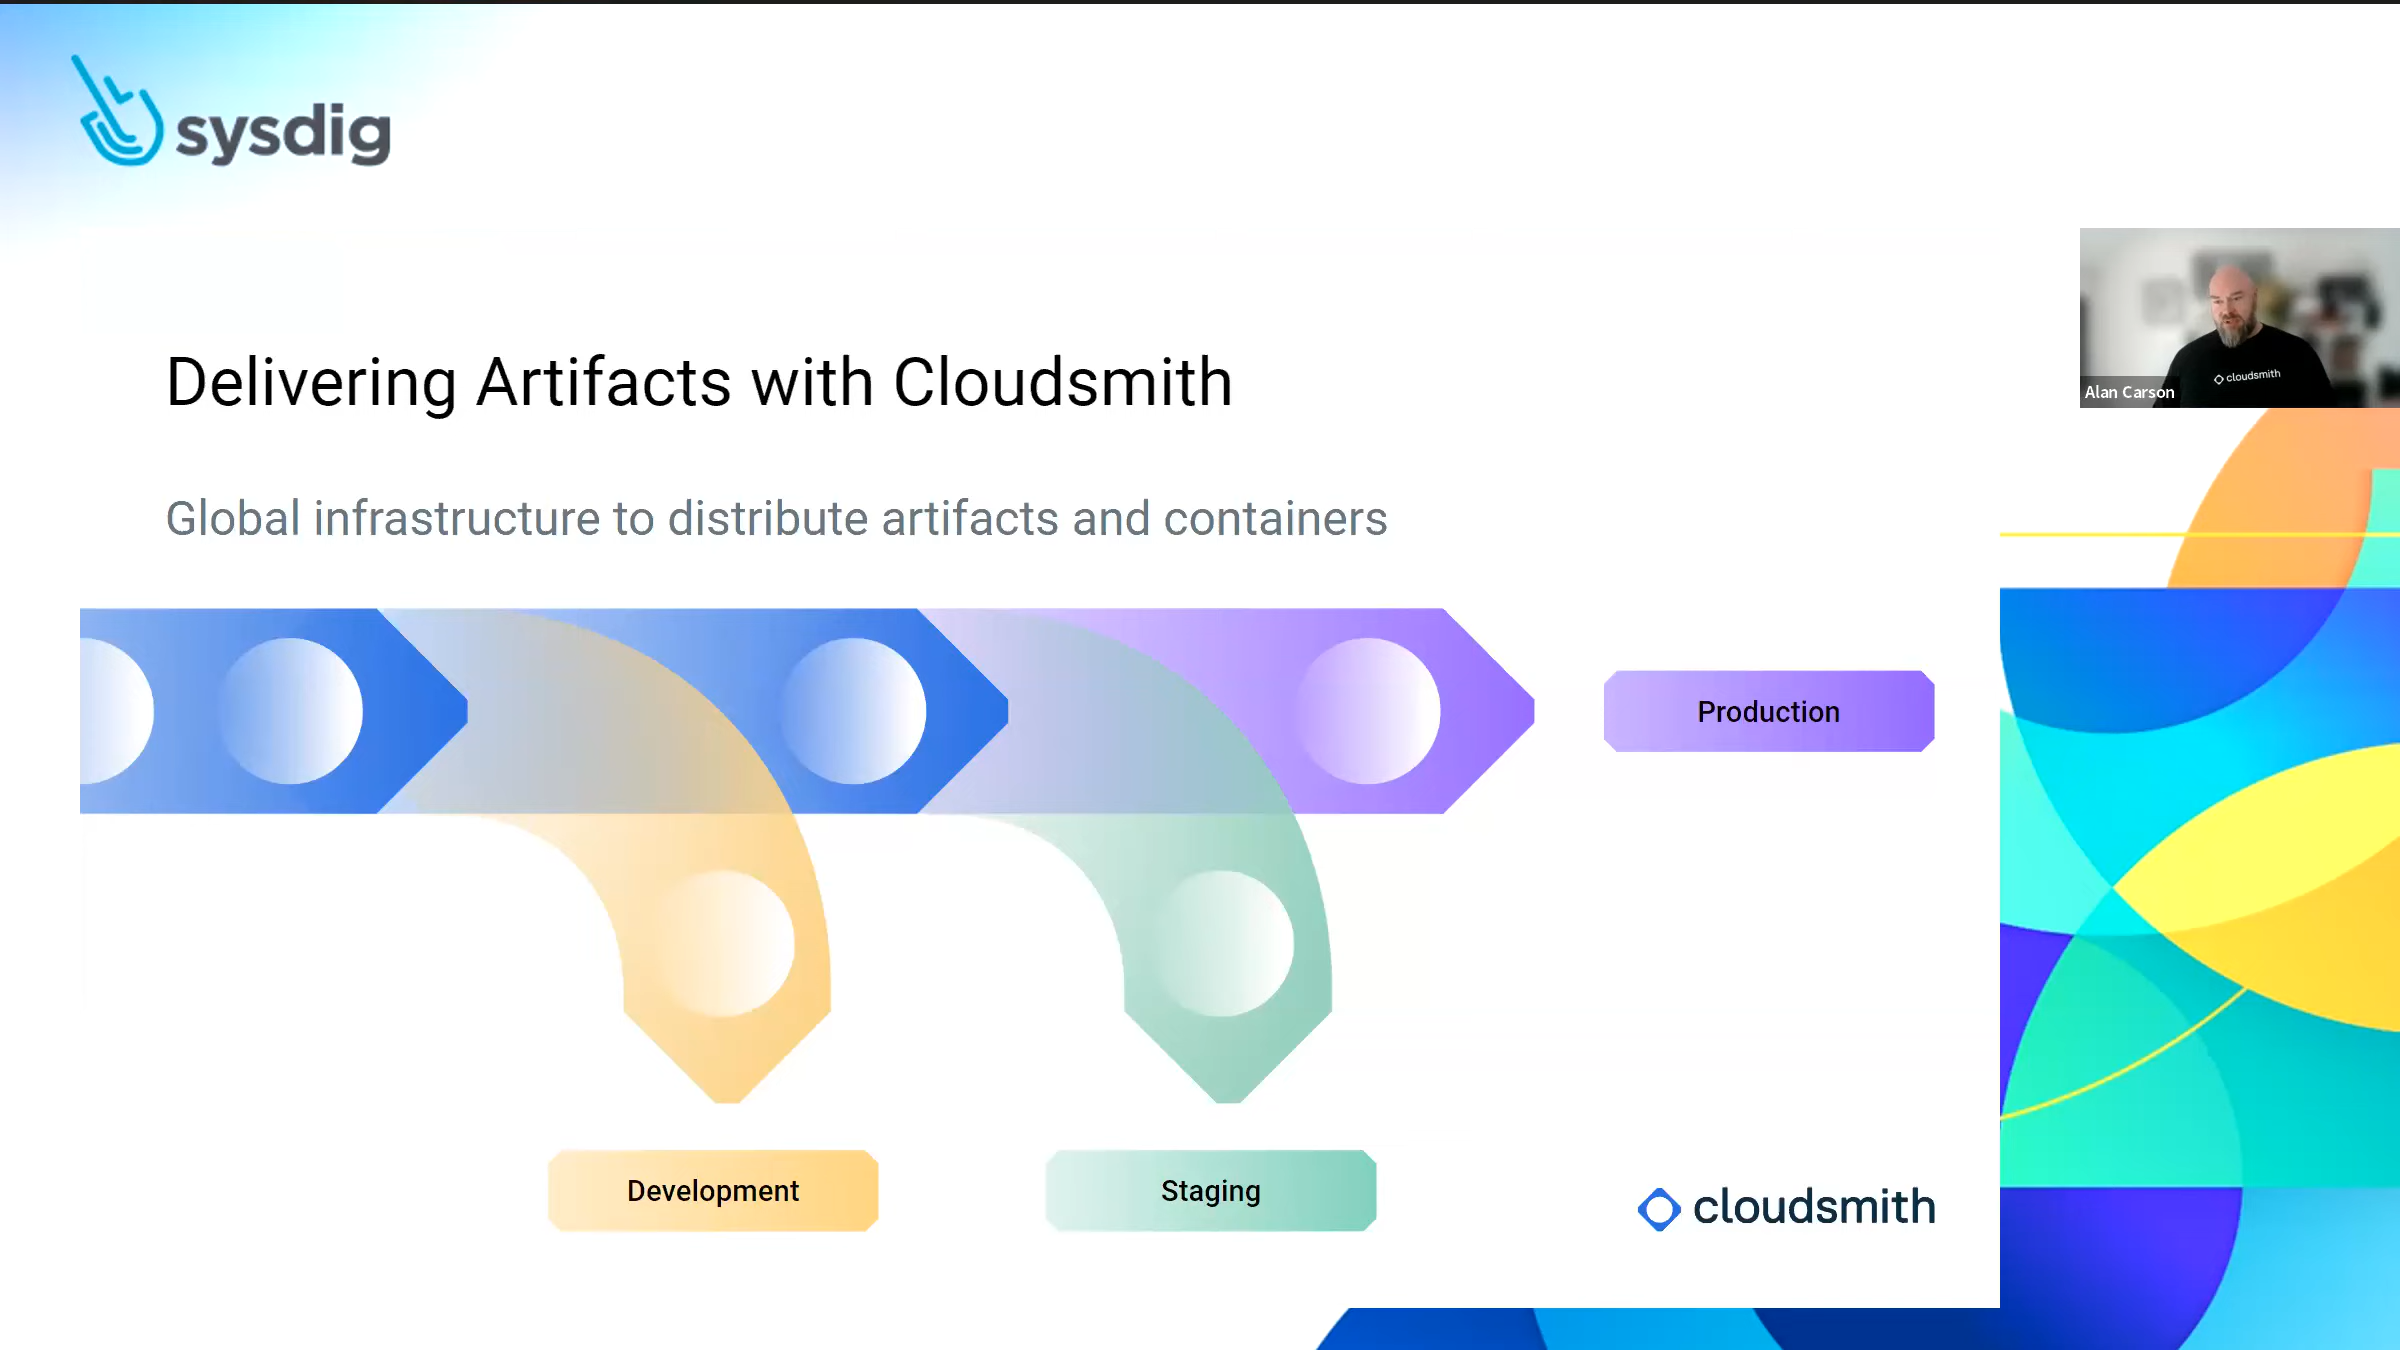 sysdig
Delivering Artifacts with Cloudsmith
Global infrastructure to distribute artifacts and containers
cloudsmith
Alan Carson
Production
Development
Staging
cloudsmith